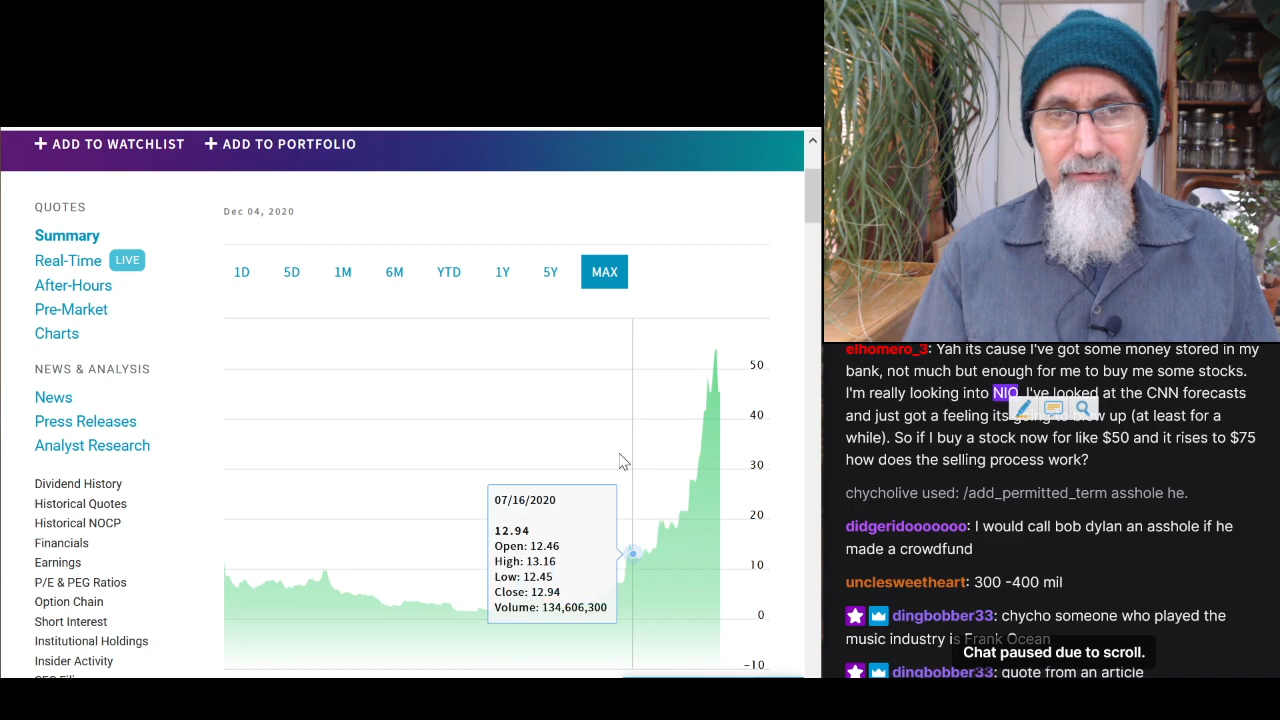 ADD TO WATCHLIST ADD TO PORTFOLIO
QUOTES
Summary
Real-Time LIVE
After-Hours
Pre-Market
Charts
NEWS & ANALYSIS
News
Press Releases
Analyst Research
Dividend History
Historical Quotes
Historical NOCP
Financials
Earnings
P/E & PEG Ratios
Option Chain
Short Interest
Institutional Holdings
Insider Activity
Dec 04, 2020
1D 5D 1M 6M YTD 1Y 5Y MAX
50
40
30
20
10
0
-10
07/16/2020
12.94
Open: 12.46
High: 13.16
Low: 12.45
Close: 12.94
Volume: 134,606,300
elhomero_3: Yah its cause I've got some money stored in my
bank, not much but enough for me to buy me some stocks.
I'm really looking into NIO. I've looked at the CNN forecasts
and just got a feeling its up (at least for a
while). So if I buy a stock now for like $50 and it rises to $75
how does the selling process work?
chycholive used: /add_permitted_term asshole he.
didgeridooooooo: I would call bob dylan an asshole if he
made a crowdfund
unclesweetheart: 300 -400 mil
dingbobber33: chycho someone who played the
music industry is Frank Ocean
Chat paused due to scroll.
dingbobber33: quote from an article